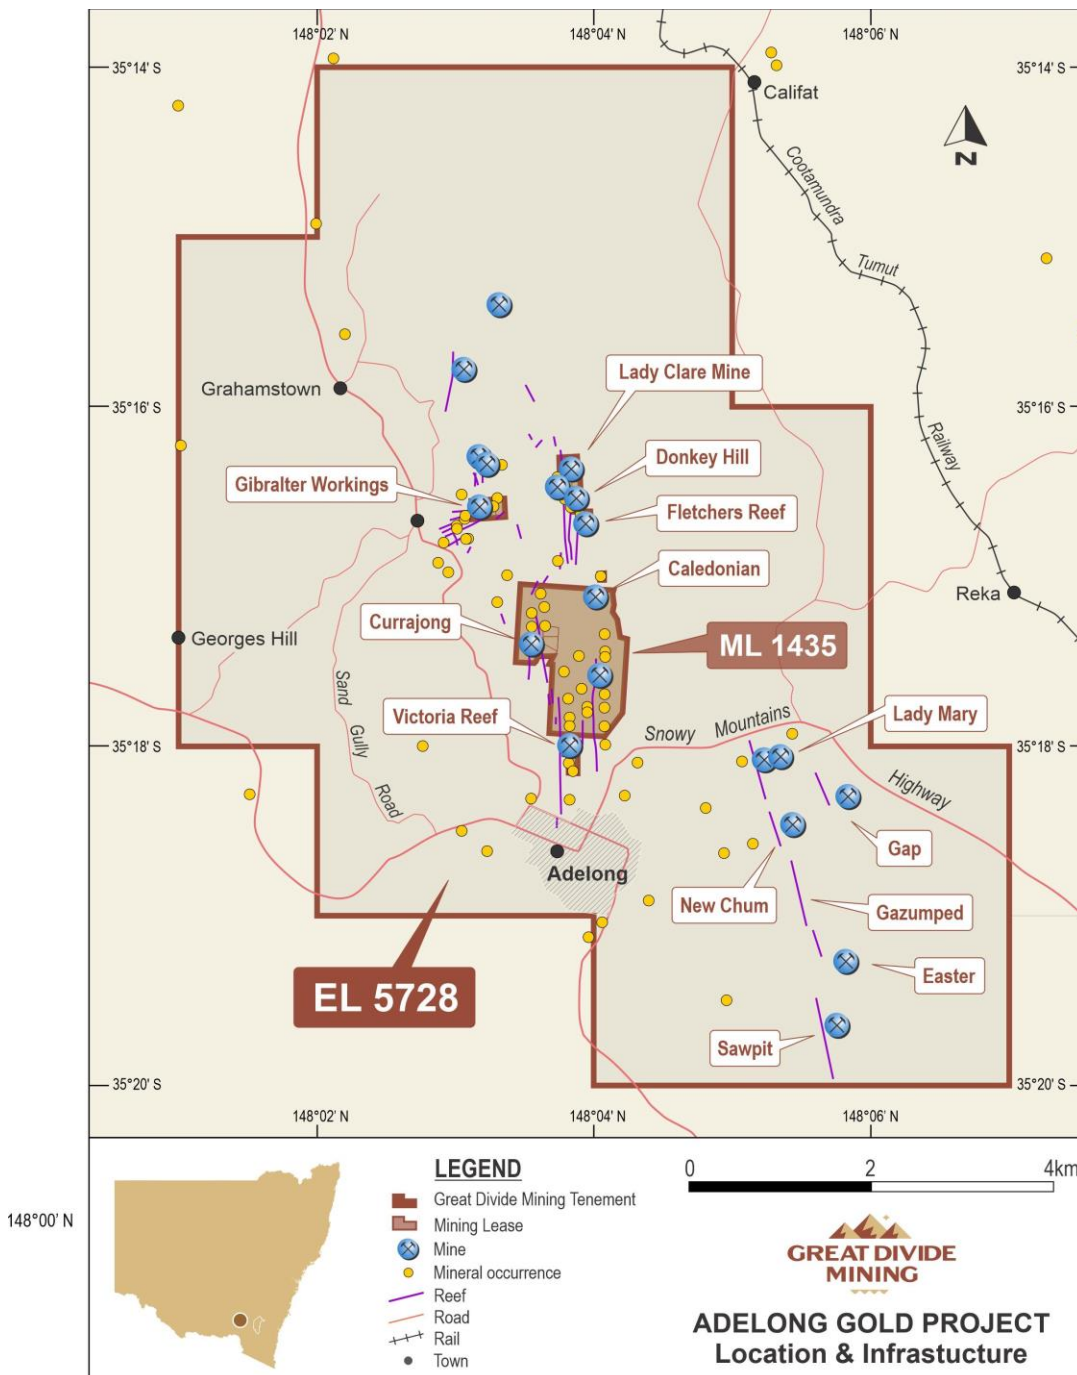 148°02' N
148°04' N
148°06' N
35°14' S
35°14' S
Califat
N
Cootamundra
Tumut
Railway
Lady Clare Mine
Grahamstown
35°16' S
35°16' S
Donkey Hill
Gibralter Workings
Fletchers Reef
Caledonian
Reka
Currajong
Georges Hill
ML 1435
Sand
Gully
Road
Victoria Reef
Snowy
Mountains
Highway
Lady Mary
35°18' S
35°18' S
Gap
Adelong
New Chum
Gazumped
EL 5728
Easter
Sawpit
35°20' S
35°20' S
148°02' N
148°04' N
148°06' N
148°00' N
LEGEND
Great Divide Mining Tenement
Mining Lease
Mine
Mineral occurrence
Reef
Road
Rail
Town
0
2
4km
GREAT DIVIDE
MINING
ADELONG GOLD PROJECT
Location & Infrastucture